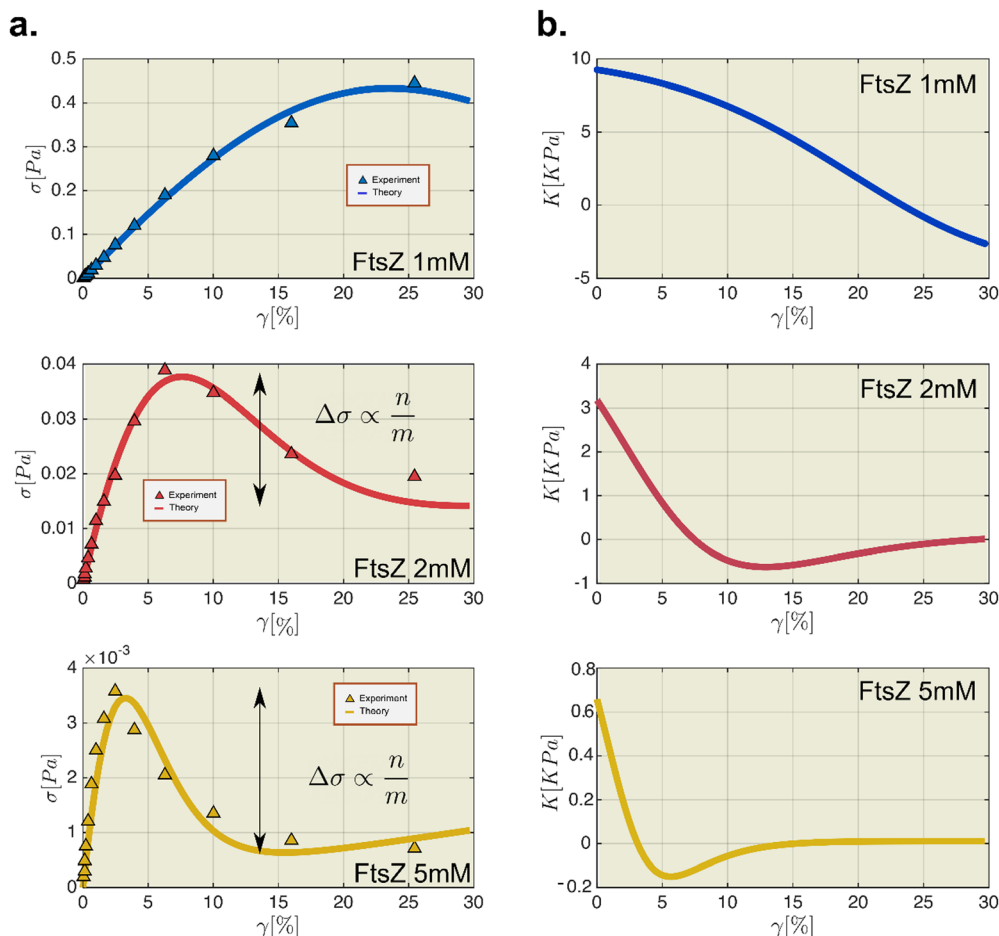 a.
b.
0.5
0.4
0.3
0.2
0.1
0
σ[Pa]
Experiment
Theory
FtsZ 1mM
0 5 10 15 20 25 30
γ[%]
10
5
0
-5
K[KPa]
FtsZ 1mM
0 5 10 15 20 25 30
γ[%]
0.04
0.03
0.02
0.01
0
σ[Pa]
Δσ ∝ n/m
Experiment
Theory
FtsZ 2mM
0 5 10 15 20 25 30
γ[%]
4
3
2
1
0
-1
K[KPa]
FtsZ 2mM
0 5 10 15 20 25 30
γ[%]
×10⁻³
4
3
2
1
0
σ[Pa]
Experiment
Theory
Δσ ∝ n/m
FtsZ 5mM
0 5 10 15 20 25 30
γ[%]
0.8
0.6
0.4
0.2
0
-0.2
K[KPa]
FtsZ 5mM
0 5 10 15 20 25 30
γ[%]